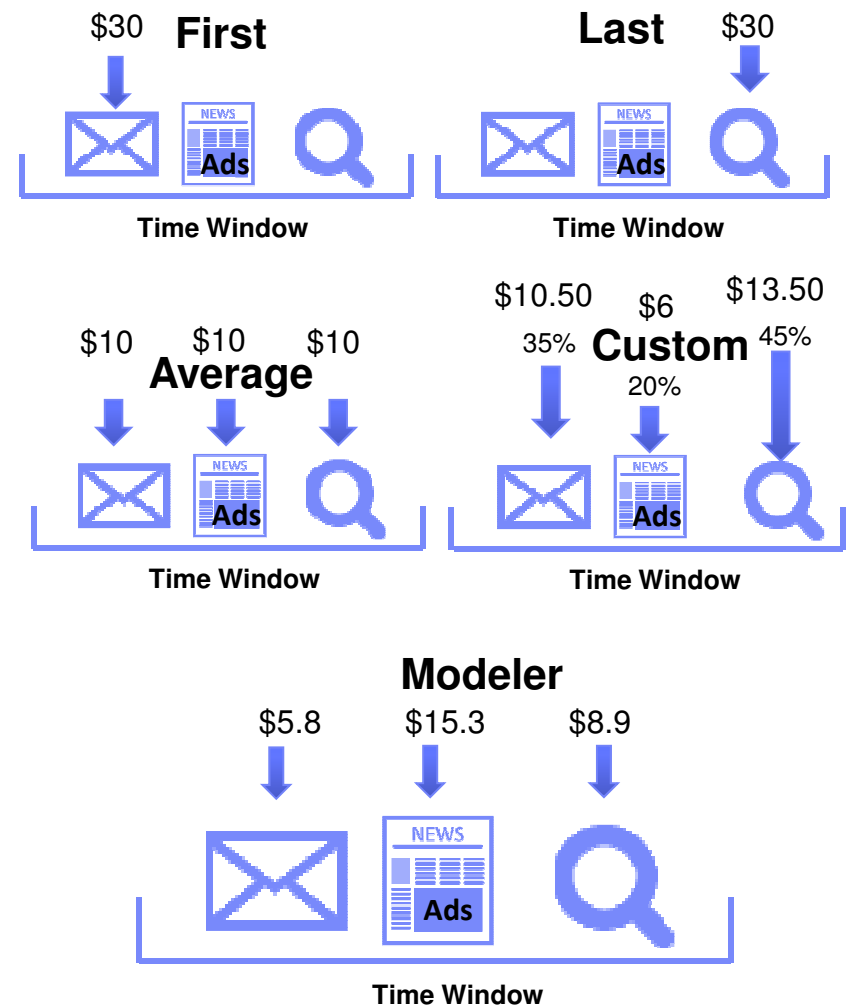 $30
First
NEWS
Ads
Time Window
Last
$30
NEWS
Ads
Time Window
$10
$10
$10
Average
NEWS
Ads
Time Window
$10.50
$6
$13.50
35%
Custom
45%
20%
NEWS
Ads
Time Window
Modeler
$5.8
$15.3
$8.9
NEWS
Ads
Time Window